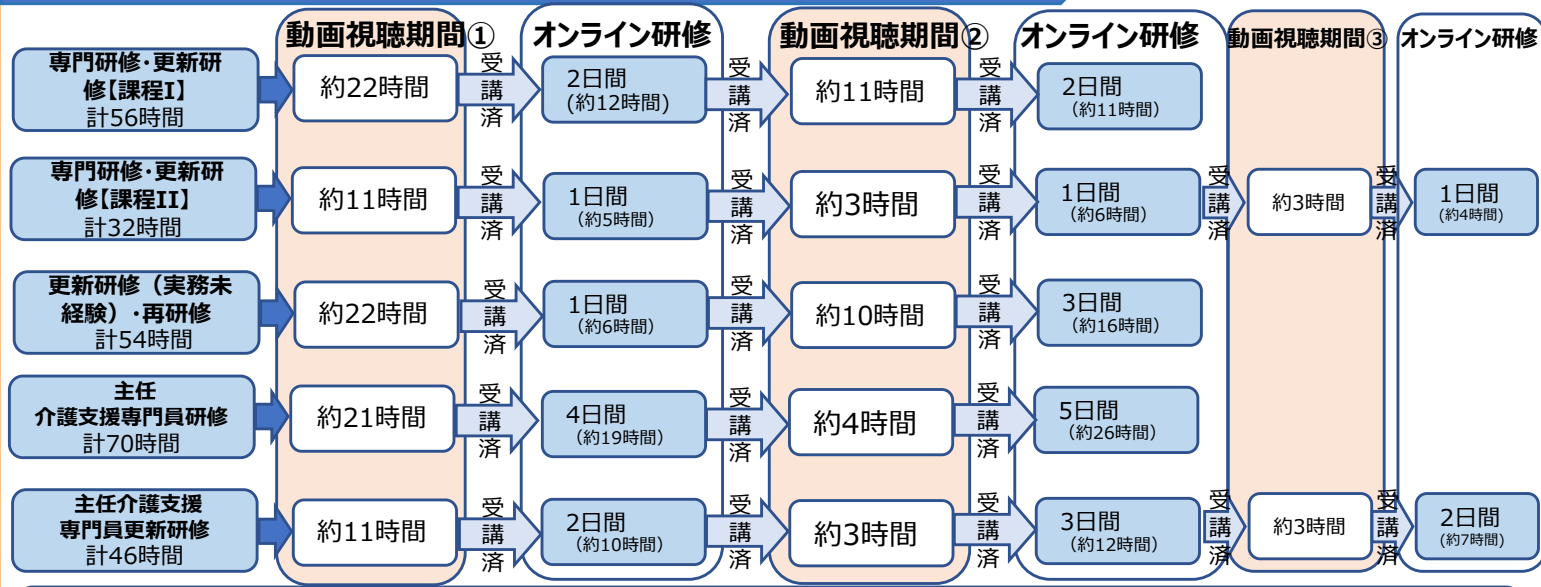 動画視聴期間①
オンライン研修
動画視聴期間②
オンライン研修
動画視聴期間③
オンライン研修
専門研修・更新研
修【課程I】
計56時間
約22時間
受
講
済
2日間
(約12時間)
受
講
済
約11時間
受
講
済
2日間
(約11時間)
専門研修・更新研
修【課程II】
計32時間
約11時間
受
講
済
1日間
(約5時間)
受
講
済
約3時間
受
講
済
1日間
(約6時間)
受
講
済
約3時間
受
講
済
1日間
(約4時間)
更新研修（実務未
経験）・再研修
計54時間
約22時間
受
講
済
1日間
(約6時間)
受
講
済
約10時間
受
講
済
3日間
(約16時間)
主任
介護支援専門員研修
計70時間
約21時間
受
講
済
4日間
(約19時間)
受
講
済
約4時間
受
講
済
5日間
(約26時間)
主任介護支援
専門員更新研修
計46時間
約11時間
受
講
済
2日間
(約10時間)
受
講
済
約3時間
受
講
済
3日間
(約12時間)
受
講
済
約3時間
受
講
済
2日間
(約7時間)